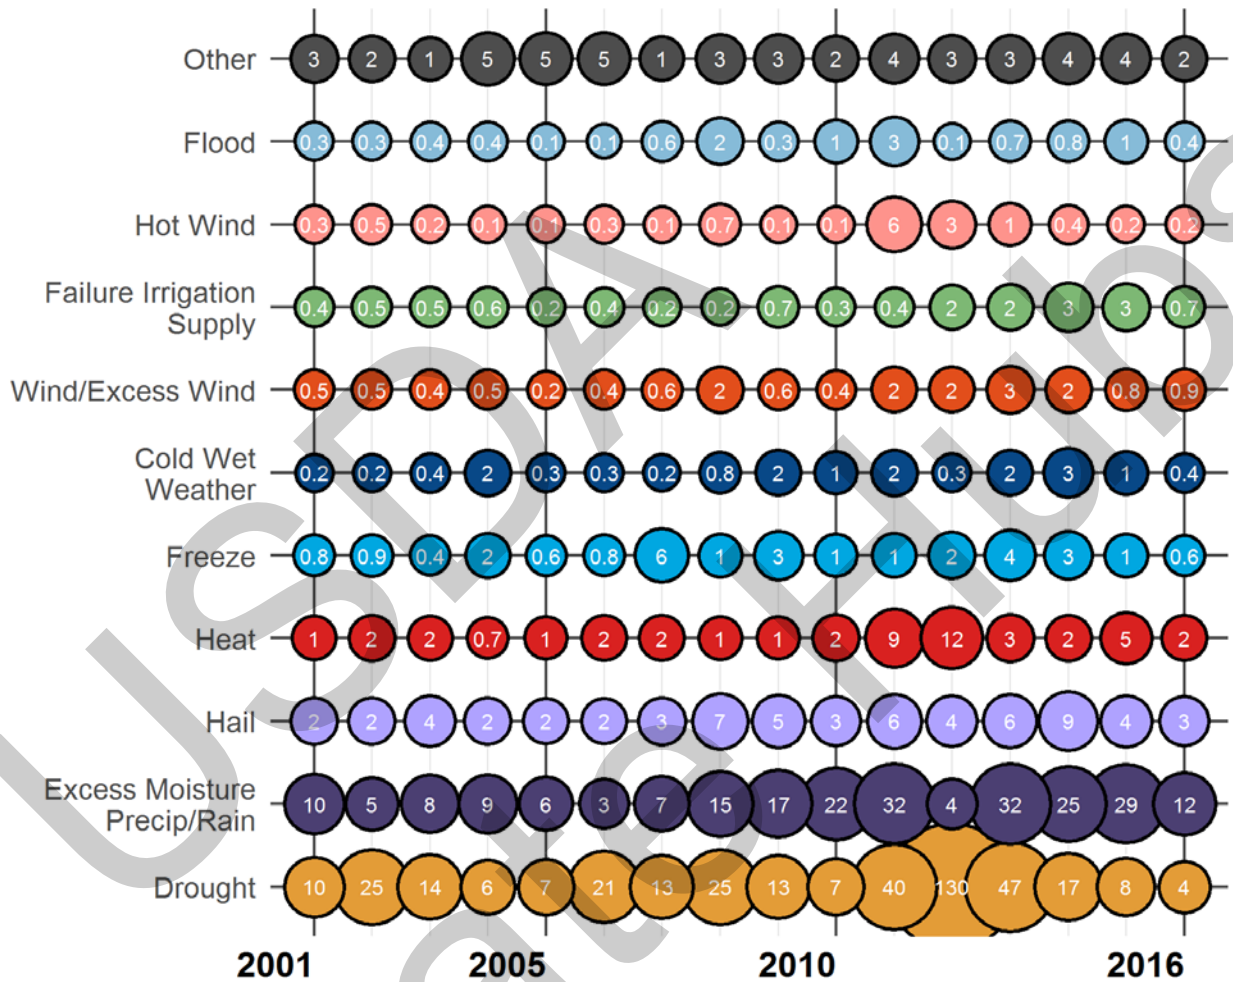 Other 3 2 1 5 5 5 1 3 3 2 4 3 3 4 4 2
Flood 0.3 0.3 0.4 0.4 0.1 0.1 0.6 2 0.3 1 3 0.1 0.7 0.8 1 0.4
Hot Wind 0.3 0.5 0.2 0.1 0.1 0.3 0.1 0.7 0.1 0.1 6 3 1 0.4 0.2 0.2
Failure Irrigation
Supply 0.4 0.5 0.5 0.6 0.2 0.4 0.2 0.2 0.7 0.3 0.4 2 2 3 3 0.7
Wind/Excess Wind 0.5 0.5 0.4 0.5 0.2 0.4 0.6 2 0.6 0.4 2 2 3 2 0.8 0.9
Cold Wet
Weather 0.2 0.2 0.4 2 0.3 0.3 0.2 0.8 2 1 2 0.3 2 3 1 0.4
Freeze 0.8 0.9 0.4 2 0.6 0.8 6 1 3 1 1 2 4 3 1 0.6
Heat 1 2 2 0.7 1 2 2 1 1 2 9 12 3 2 5 2
Hail 2 2 4 2 2 2 3 7 5 3 6 4 6 9 4 3
Excess Moisture
Precip/Rain 10 5 8 9 6 3 7 15 17 22 32 4 32 25 29 12
Drought 10 25 14 6 7 21 13 25 13 7 40 130 47 17 8 4
2001 2005 2010 2016
USDA